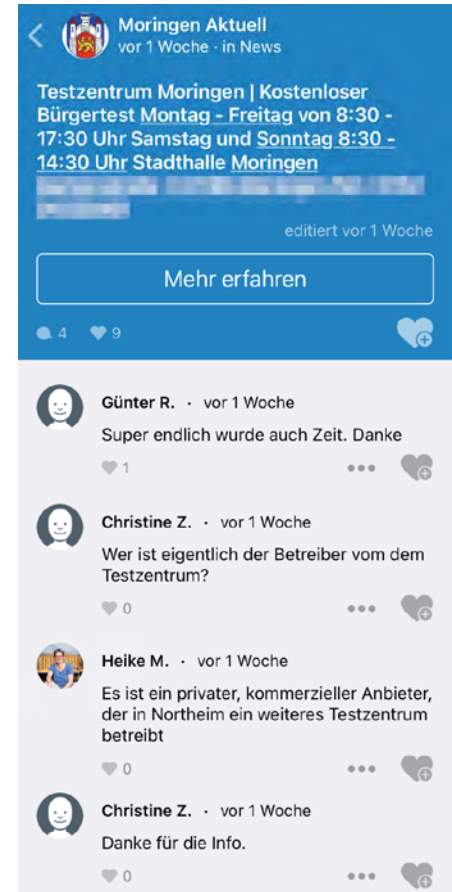 Moringen Aktuell
vor 1 Woche · in News
Testzentrum Moringen | Kostenloser
Bürgertest Montag - Freitag von 8:30 -
17:30 Uhr Samstag und Sonntag 8:30 -
14:30 Uhr Stadthalle Moringen
editiert vor 1 Woche
Mehr erfahren
4 9
Günter R. · vor 1 Woche
Super endlich wurde auch Zeit. Danke
1
Christine Z. · vor 1 Woche
Wer ist eigentlich der Betreiber vom dem
Testzentrum?
0
Heike M. · vor 1 Woche
Es ist ein privater, kommerzieller Anbieter,
der in Northeim ein weiteres Testzentrum
betreibt
0
Christine Z. · vor 1 Woche
Danke für die Info.
0